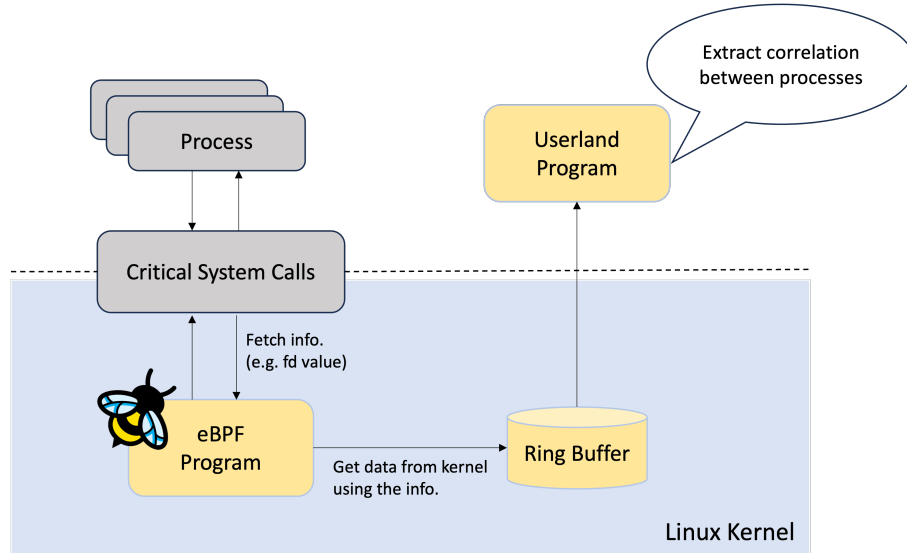 Extract correlation
between processes
Process
Userland
Program
Critical System Calls
Fetch info.
(e.g. fd value)
eBPF
Program
Get data from kernel
using the info.
Ring Buffer
Linux Kernel